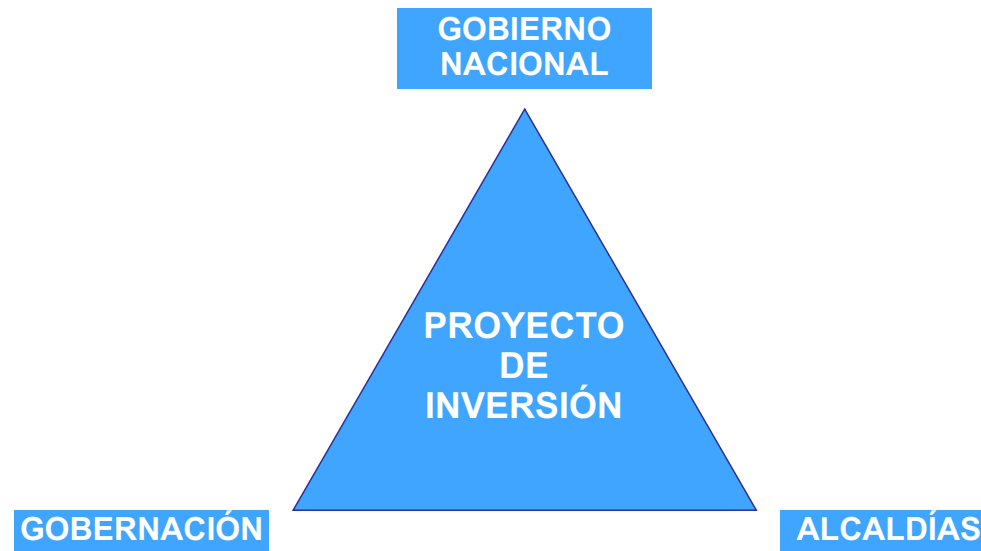 GOBIERNO
NACIONAL
PROYECTO
DE
INVERSIÓN
GOBERNACIÓN
ALCALDÍAS